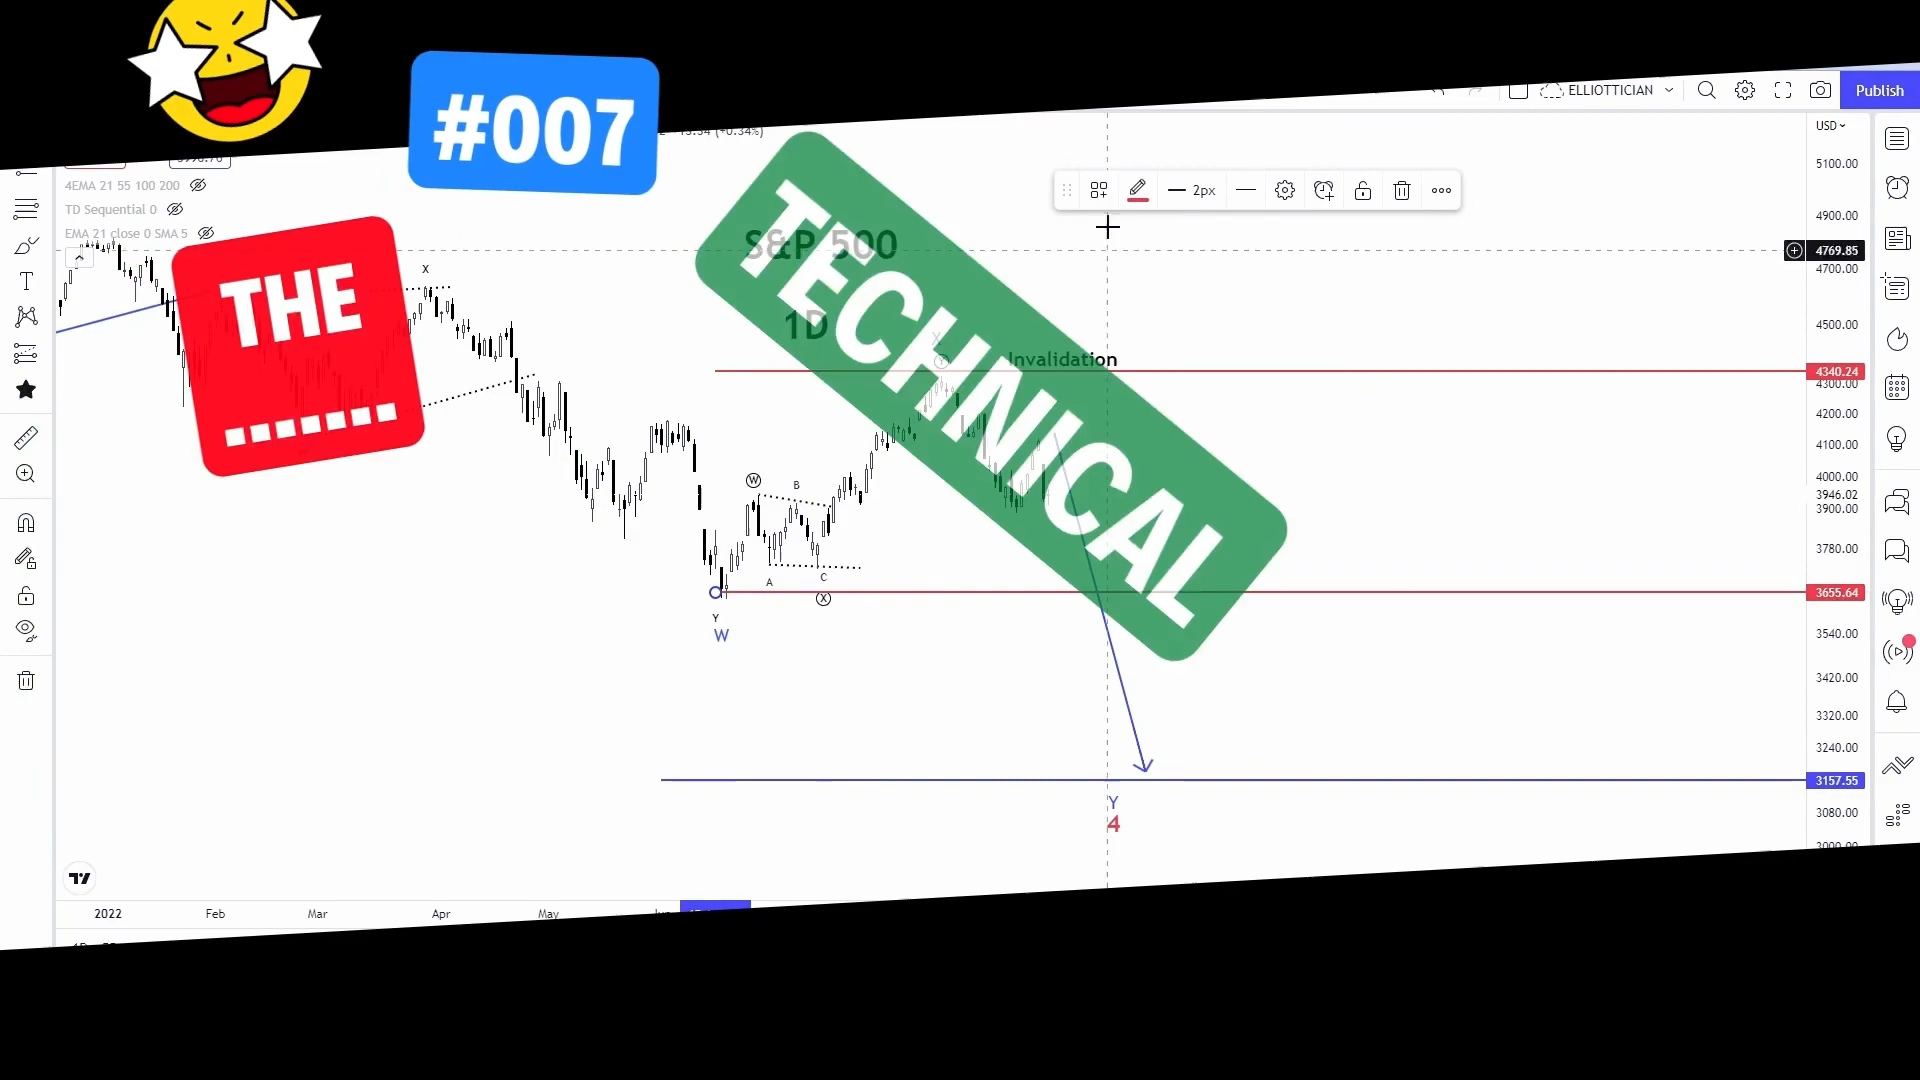 #007
ELLIOTTICIAN
Publish
USD
4EMA 21 55 100 200
TD Sequential 0
EMA 21 close 0 SMA 5
2px
THE
TECHNICAL
S&P 500
1D
Invalidation
X
W
B
A
C
X
Y
W
Y
4
5100.00
4900.00
4769.85
4700.00
4500.00
4340.24
4300.00
4200.00
4100.00
4000.00
3946.02
3900.00
3780.00
3655.64
3540.00
3420.00
3320.00
3240.00
3157.55
3080.00
2022
Feb
Mar
Apr
May